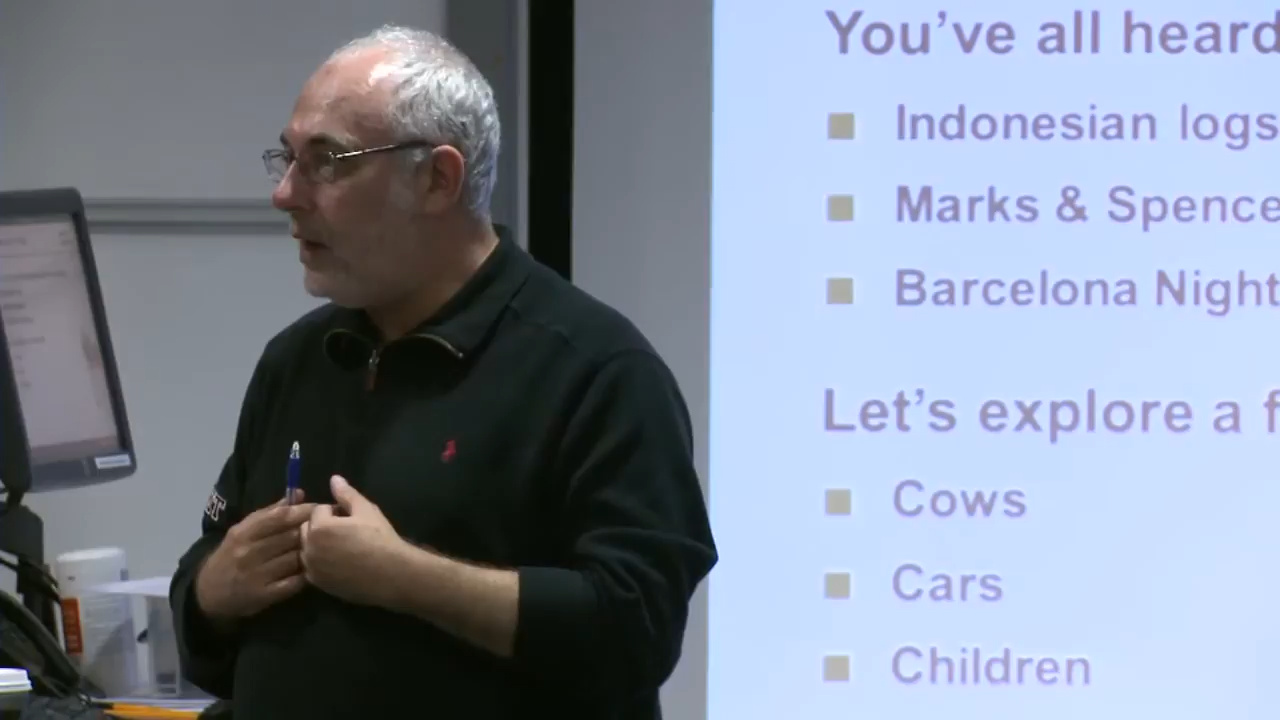 You've all heard
Indonesian logs
Marks & Spence
Barcelona Night
Let's explore a f
Cows
Cars
Children